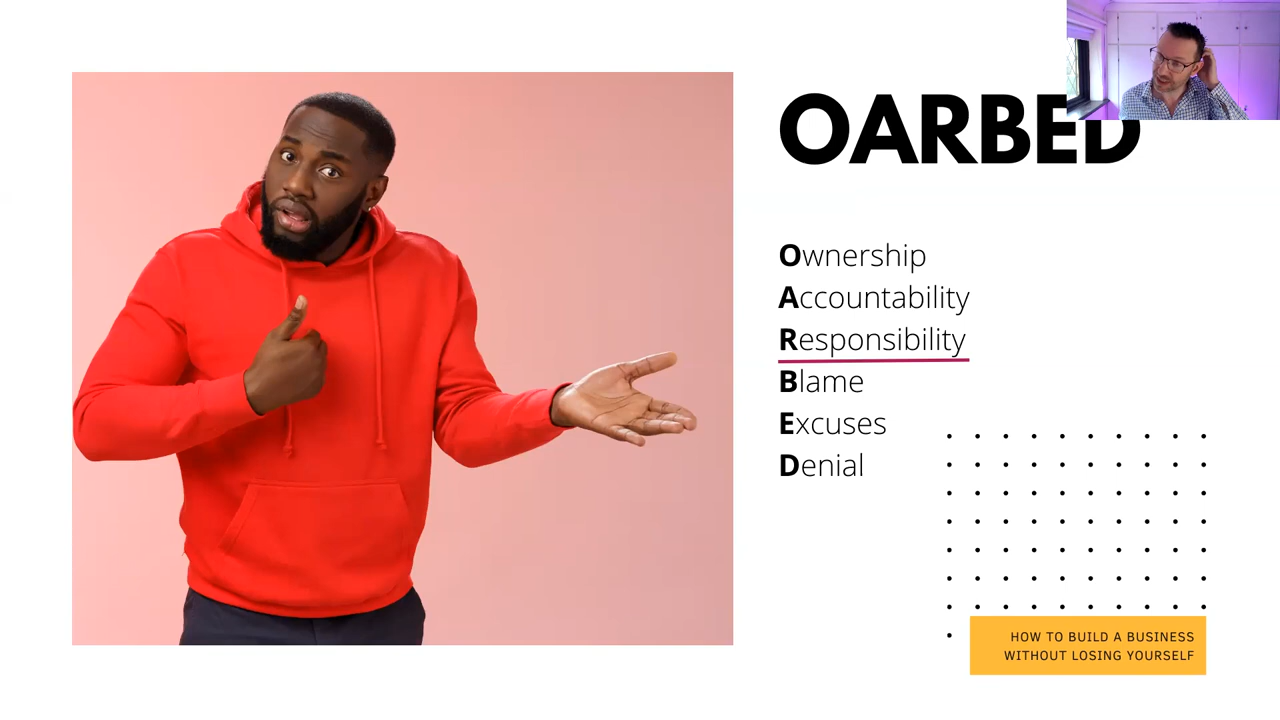 OARBED
Ownership
Accountability
Responsibility
Blame
Excuses
Denial
HOW TO BUILD A BUSINESS
WITHOUT LOSING YOURSELF